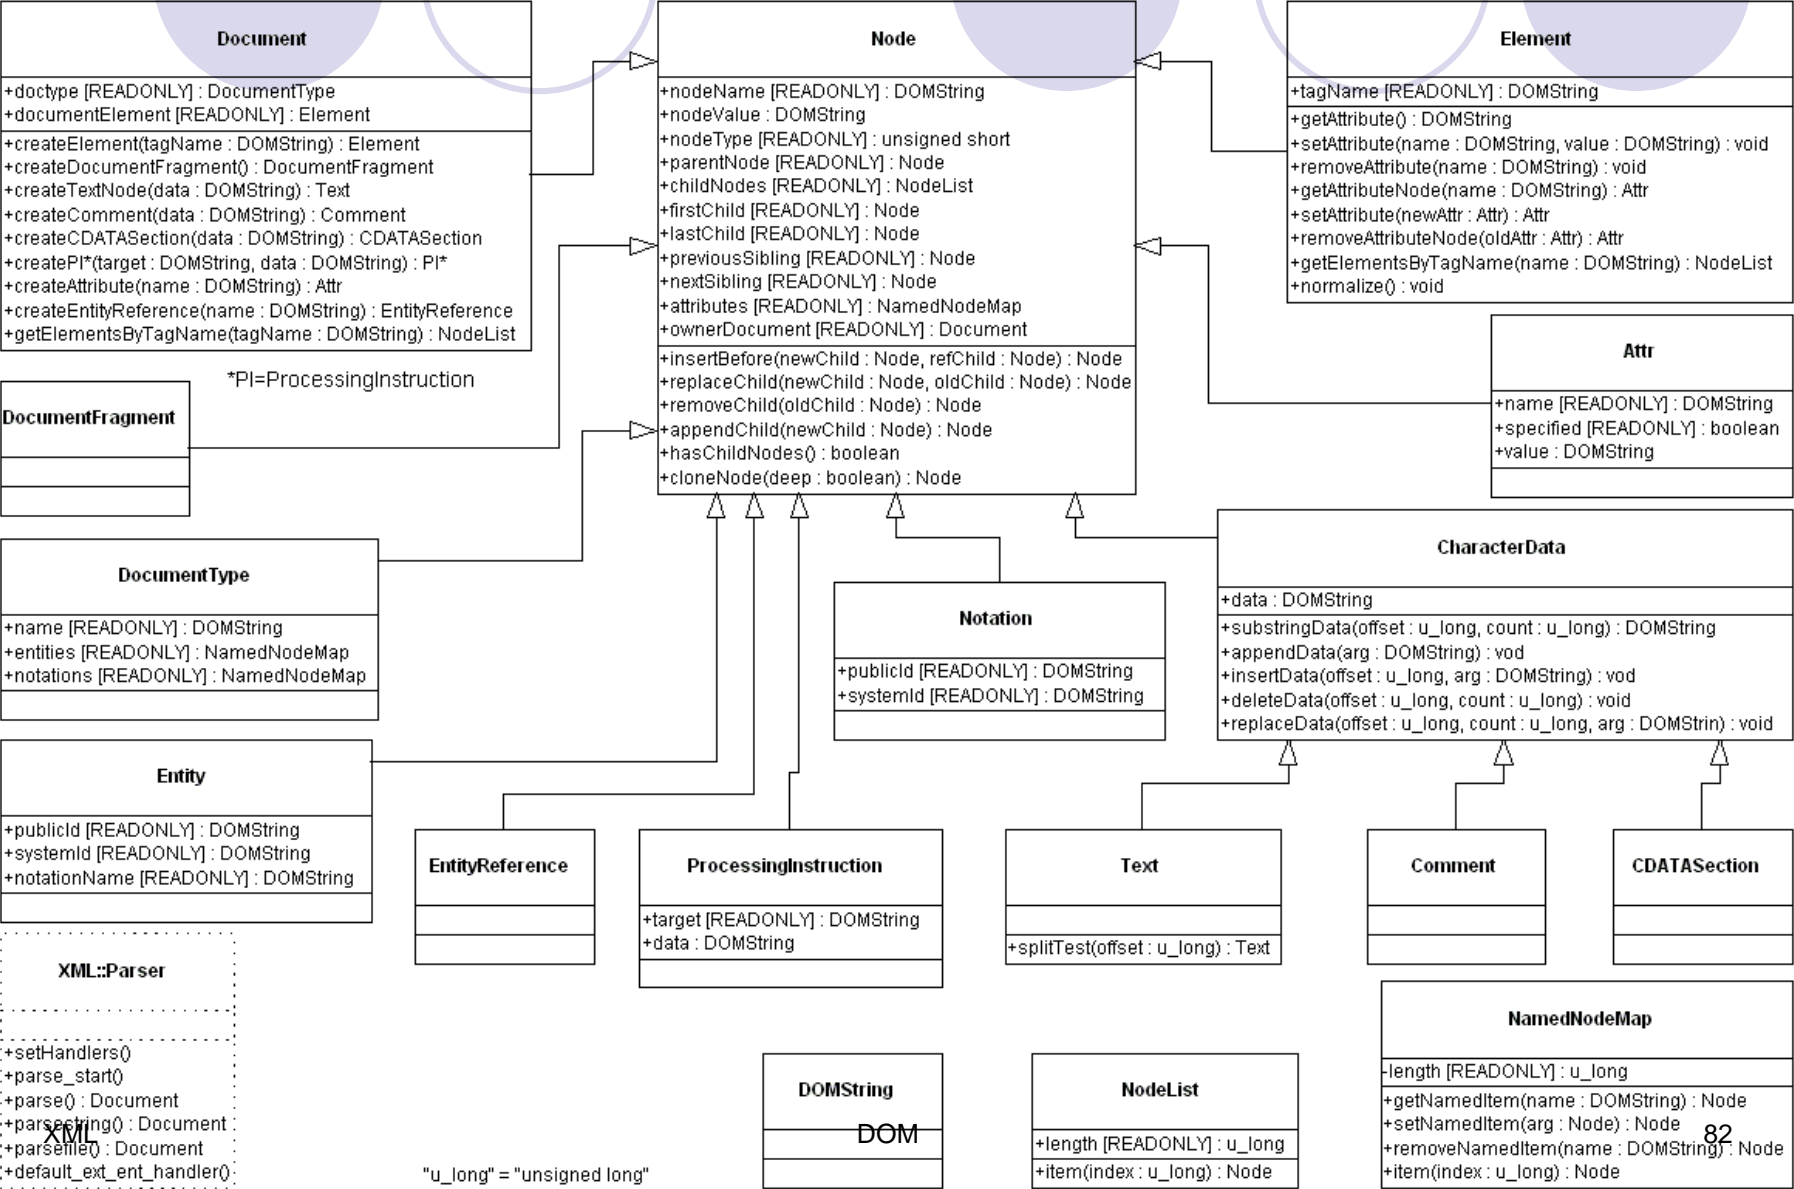 Document
+doctype [READONLY] : DocumentType
+documentElement [READONLY] : Element
+createElement(tagName : DOMString) : Element
+createDocumentFragment() : DocumentFragment
+createTextNode(data : DOMString) : Text
+createComment(data : DOMString) : Comment
+createCDATASection(data : DOMString) : CDATASection
+createPI*(target : DOMString, data : DOMString) : PI*
+createAttribute(name : DOMString) : Attr
+createEntityReference(name : DOMString) : EntityReference
+getElementsByTagName(tagName : DOMString) : NodeList
*PI=ProcessingInstruction
Node
+nodeName [READONLY] : DOMString
+nodeValue : DOMString
+nodeType [READONLY] : unsigned short
+parentNode [READONLY] : Node
+childNodes [READONLY] : NodeList
+firstChild [READONLY] : Node
+lastChild [READONLY] : Node
+previousSibling [READONLY] : Node
+nextSibling [READONLY] : Node
+attributes [READONLY] : NamedNodeMap
+ownerDocument [READONLY] : Document
+insertBefore(newChild : Node, refChild : Node) : Node
+replaceChild(newChild : Node, oldChild : Node) : Node
+removeChild(oldChild : Node) : Node
+appendChild(newChild : Node) : Node
+hasChildNodes() : boolean
+cloneNode(deep : boolean) : Node
Element
+tagName [READONLY] : DOMString
+getAttribute() : DOMString
+setAttribute(name : DOMString, value : DOMString) : void
+removeAttribute(name : DOMString) : void
+getAttributeNode(name : DOMString) : Attr
+setAttribute(newAttr : Attr) : Attr
+removeAttributeNode(oldAttr : Attr) : Attr
+getElementsByTagName(name : DOMString) : NodeList
+normalize() : void
Attr
+name [READONLY] : DOMString
+specified [READONLY] : boolean
+value : DOMString
DocumentFragment
DocumentType
+name [READONLY] : DOMString
+entities [READONLY] : NamedNodeMap
+notations [READONLY] : NamedNodeMap
Notation
+publicId [READONLY] : DOMString
+systemId [READONLY] : DOMString
CharacterData
+data : DOMString
+substringData(offset : u_long, count : u_long) : DOMString
+appendData(arg : DOMString) : vod
+insertData(offset : u_long, arg : DOMString) : vod
+deleteData(offset : u_long, count : u_long) : void
+replaceData(offset : u_long, count : u_long, arg : DOMStrin) : void
Entity
+publicId [READONLY] : DOMString
+systemId [READONLY] : DOMString
+notationName [READONLY] : DOMString
EntityReference
ProcessingInstruction
+target [READONLY] : DOMString
+data : DOMString
Text
+splitTest(offset : u_long) : Text
Comment
CDATASection
XML::Parser
+setHandlers()
+parse_start()
+parse() : Document
+parsestring() : Document
+parsefile() : Document
+default_ext_ent_handler()
"u_long" = "unsigned long"
DOMString
NodeList
+length [READONLY] : u_long
+item(index : u_long) : Node
NamedNodeMap
-length [READONLY] : u_long
+getNamedItem(name : DOMString) : Node
+setNamedItem(arg : Node) : Node
+removeNamedItem(name : DOMString) : Node
+item(index : u_long) : Node
XML
DOM
82